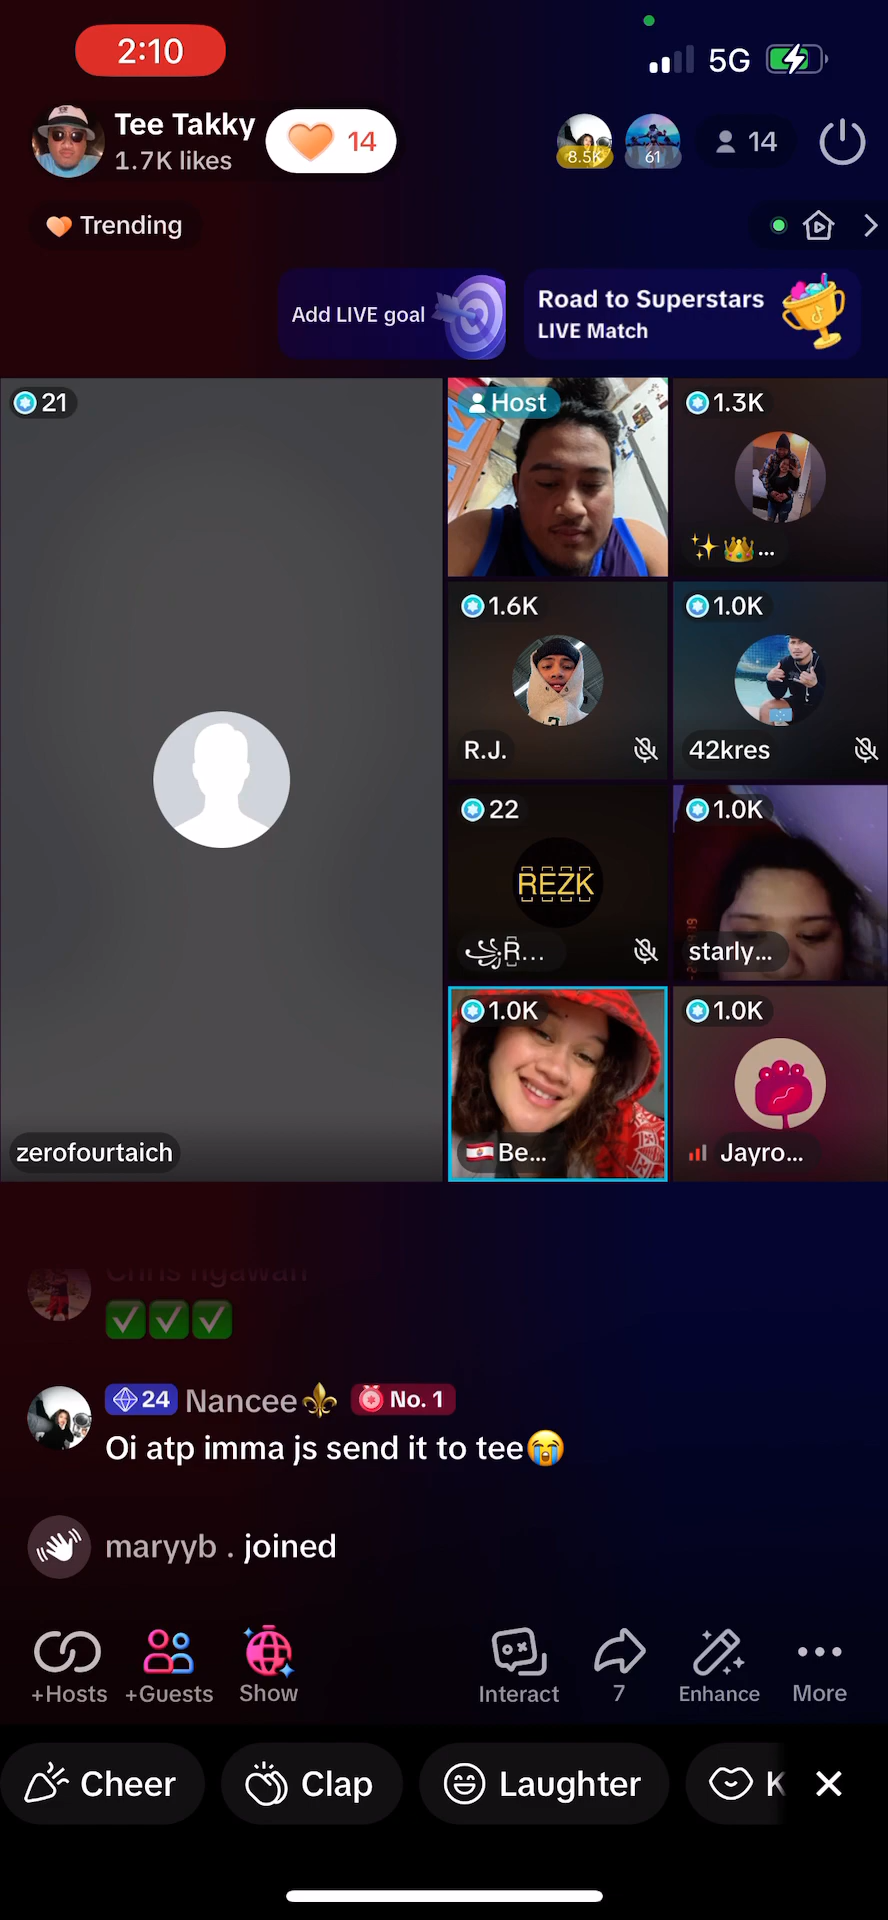 2:10
5G
Tee Takky
1.7K likes
14
8.5K
61
14
Trending
Add LIVE goal
Road to Superstars
LIVE Match
21
Host
1.3K
...
1.6K
1.0K
R.J.
42kres
22
1.0K
REZK
R...
starly...
1.0K
1.0K
zerofourtaich
🇵🇫Be...
Jayro...
Chris ngawati
✅✅✅
24 Nancee⚜️ No. 1
Oi atp imma js send it to tee😭
maryyb . joined
+Hosts
+Guests
Show
Interact
7
Enhance
More
Cheer
Clap
Laughter
K